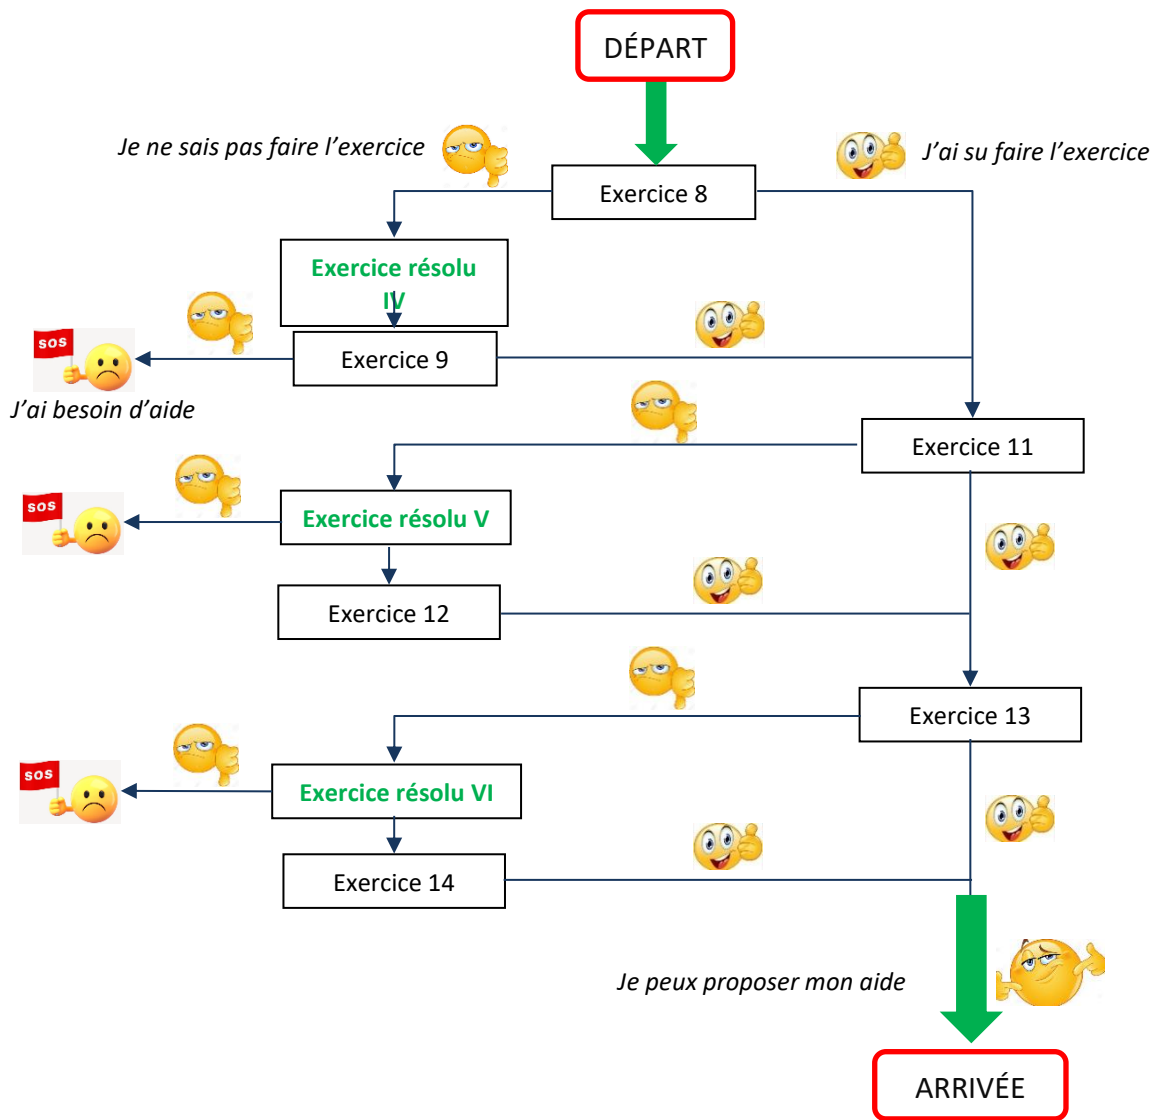 DÉPART
Je ne sais pas faire l’exercice
J’ai su faire l’exercice
Exercice 8
Exercice résolu
IV
SOS
Exercice 9
J’ai besoin d’aide
Exercice 11
SOS
Exercice résolu V
Exercice 12
Exercice 13
SOS
Exercice résolu VI
Exercice 14
Je peux proposer mon aide
ARRIVÉE